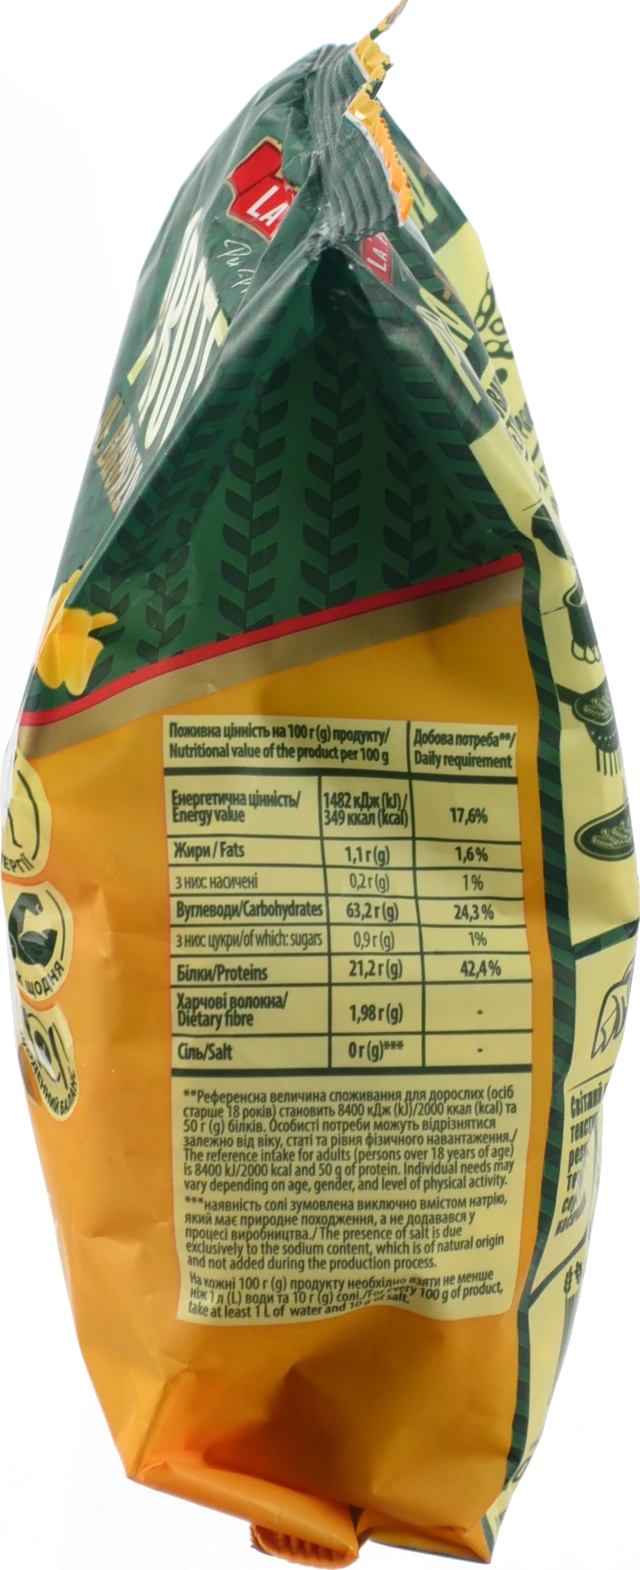 L.A.
L.A.
Поживна цінність на 100 г (g) продукту/
Nutritional value of the product per 100 g
Добова потреба**/
Daily requirement
Енергетична цінність/
Energy value
1482 кДж (kJ)/
349 ккал (kcal)
17,6%
Жири / Fats
1,1 г (g)
1,6%
з них: насичені
0,2 г (g)
1%
Вуглеводи/Carbohydrates
63,2 г (g)
24,3%
з них: цукри/of which: sugars
0,9 г (g)
1%
Білки/Proteins
21,2 г (g)
42,4%
Харчові волокна/
Dietary fibre
1,98 г (g)
-
Сіль/Salt
0 г (g)***
-
**Референсна величина споживання для дорослих (осіб
старше 18 років) становить 8400 кДж (kJ)/2000 ккал (kcal) та
50 г (g) білків. Особисті потреби можуть відрізнятися
залежно від віку, статі та рівня фізичного навантаження./
The reference intake for adults (persons over 18 years of age)
is 8400 kJ/2000 kcal and 50 g of protein. Individual needs may
vary depending on age, gender, and level of physical activity.
***наявність солі зумовлена виключно вмістом натрію,
який має природне походження, а не додавався у
процесі виробництва./The presence of salt is due
exclusively to the sodium content, which is of natural origin
and not added during the production process.
На кожні 100 г (g) продукту необхідно взяти не менше
ніж 1 л (L) води та 10 г (g) солі./For every 100 g of product,
take at least 1 L of water and 10 g of salt.
ЩОДНЯ